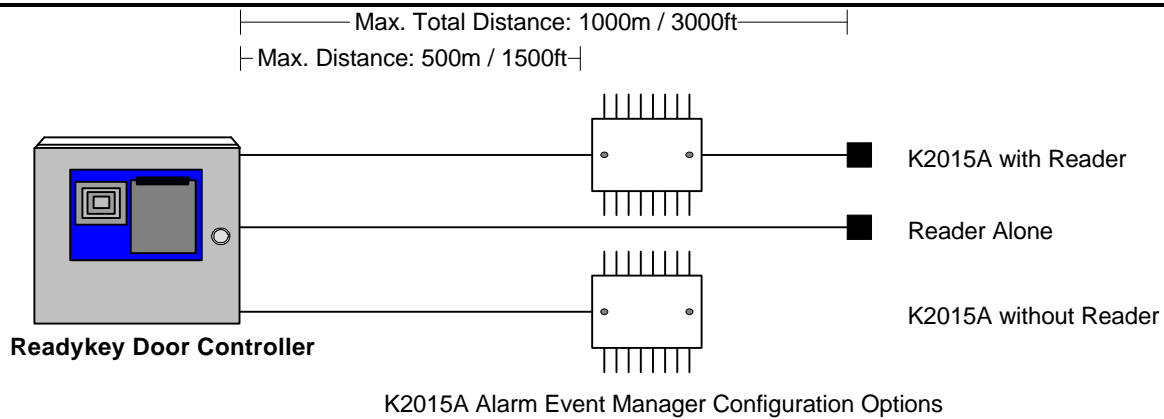 Max. Total Distance: 1000m / 3000ft
Max. Distance: 500m / 1500ft
K2015A with Reader
Reader Alone
K2015A without Reader
Readykey Door Controller
K2015A Alarm Event Manager Configuration Options